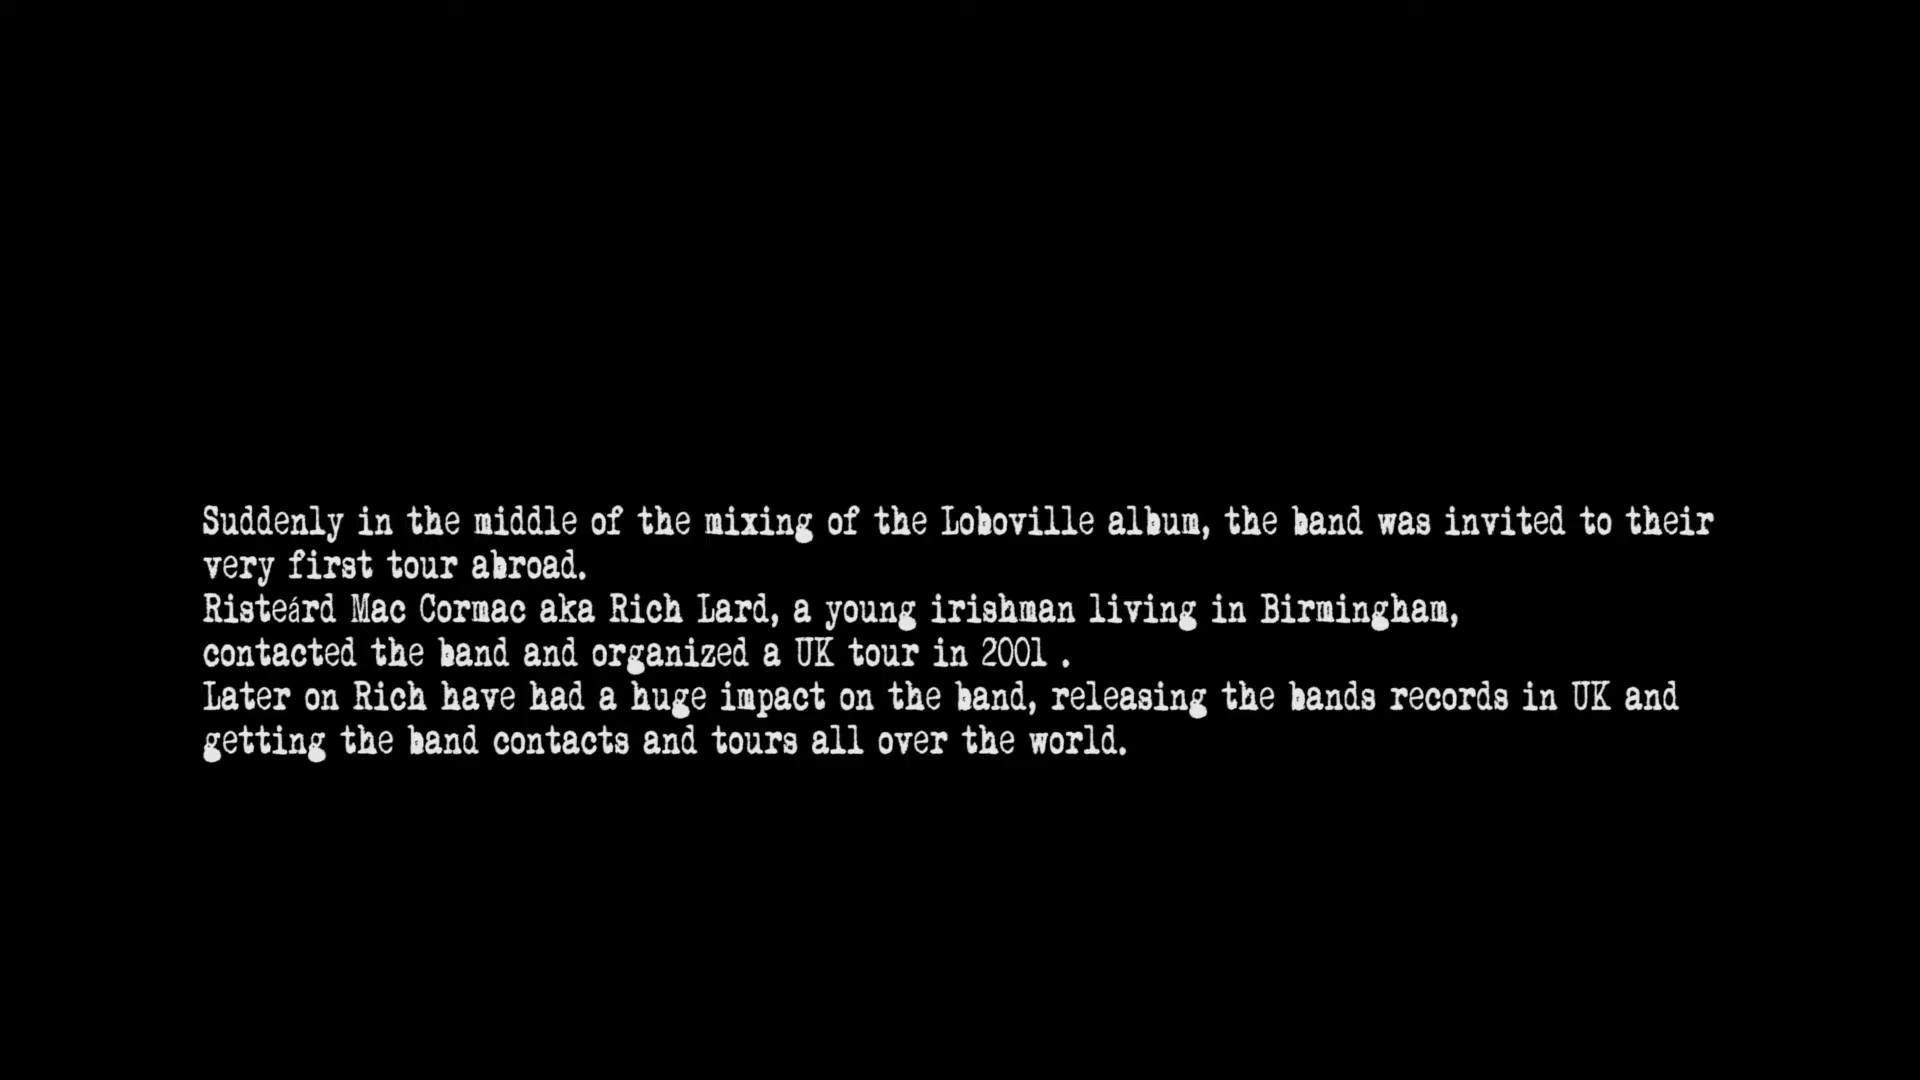 Suddenly in the middle of the mixing of the Loboville album, the band was invited to their
very first tour abroad.
Risteárd Mac Cormac aka Rich Lard, a young irishman living in Birmingham,
contacted the band and organized a UK tour in 2001 .
Later on Rich have had a huge impact on the band, releasing the bands records in UK and
getting the band contacts and tours all over the world.